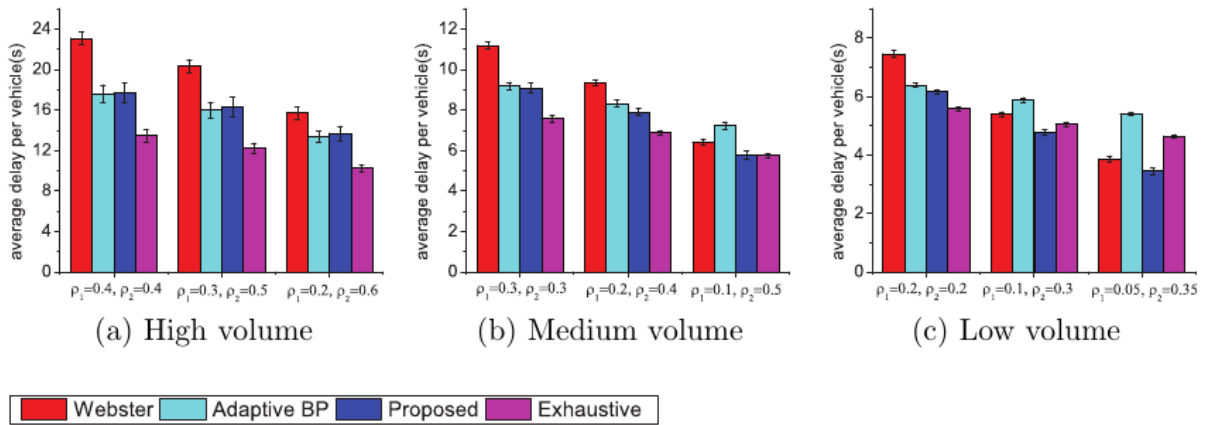 average delay per vehicle(s)
24
20
16
12
8
4
0
ρ₁=0.4, ρ₂=0.4
ρ₁=0.3, ρ₂=0.5
ρ₁=0.2, ρ₂=0.6
(a) High volume
average delay per vehicle(s)
12
10
8
6
4
2
0
ρ₁=0.3, ρ₂=0.3
ρ₁=0.2, ρ₂=0.4
ρ₁=0.1, ρ₂=0.5
(b) Medium volume
average delay per vehicle(s)
8
6
4
2
0
ρ₁=0.2, ρ₂=0.2
ρ₁=0.1, ρ₂=0.3
ρ₁=0.05, ρ₂=0.35
(c) Low volume
Webster Adaptive BP Proposed Exhaustive